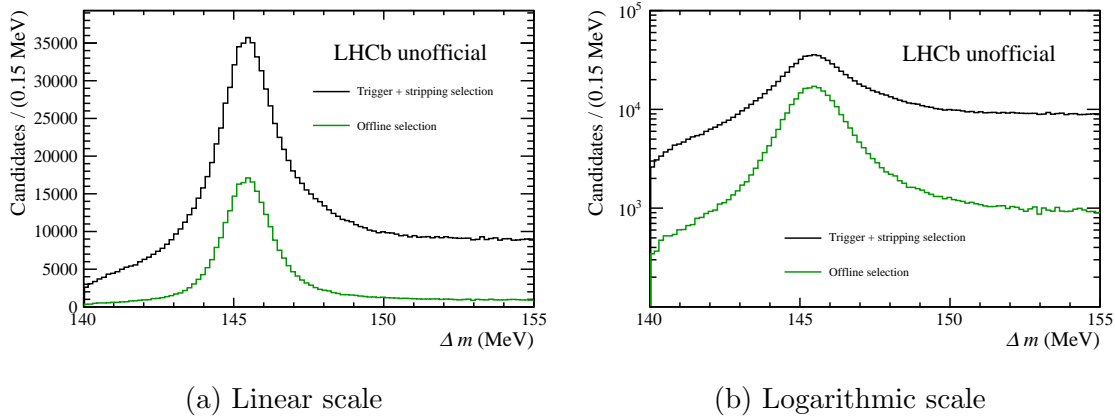 Candidates / (0.15 MeV)
35000
30000
25000
20000
15000
10000
5000
0
140
145
150
155
Δm (MeV)
LHCb unofficial
Trigger + stripping selection
Offline selection
(a) Linear scale
Candidates / (0.15 MeV)
10^5
10^4
10^3
140
145
150
155
Δm (MeV)
LHCb unofficial
Trigger + stripping selection
Offline selection
(b) Logarithmic scale